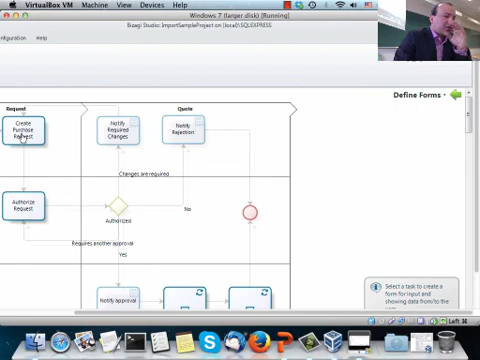 VirtualBox VM Machine View Devices Help
Windows 7 (larger disk) [Running]
Bizagi Studio: ImportSampleProject on (local)\SQLEXPRESS
nfiguration Help
Define Forms
Request
Quote
Create
Purchase
Request
Notify
Required
Changes
Notify
Rejection
Changes are required
Authorize
Request
Authorized
No
Requires another approval
Yes
Notify approval
Select a task to create a
form for input and
showing data from/to the
Left ⌘